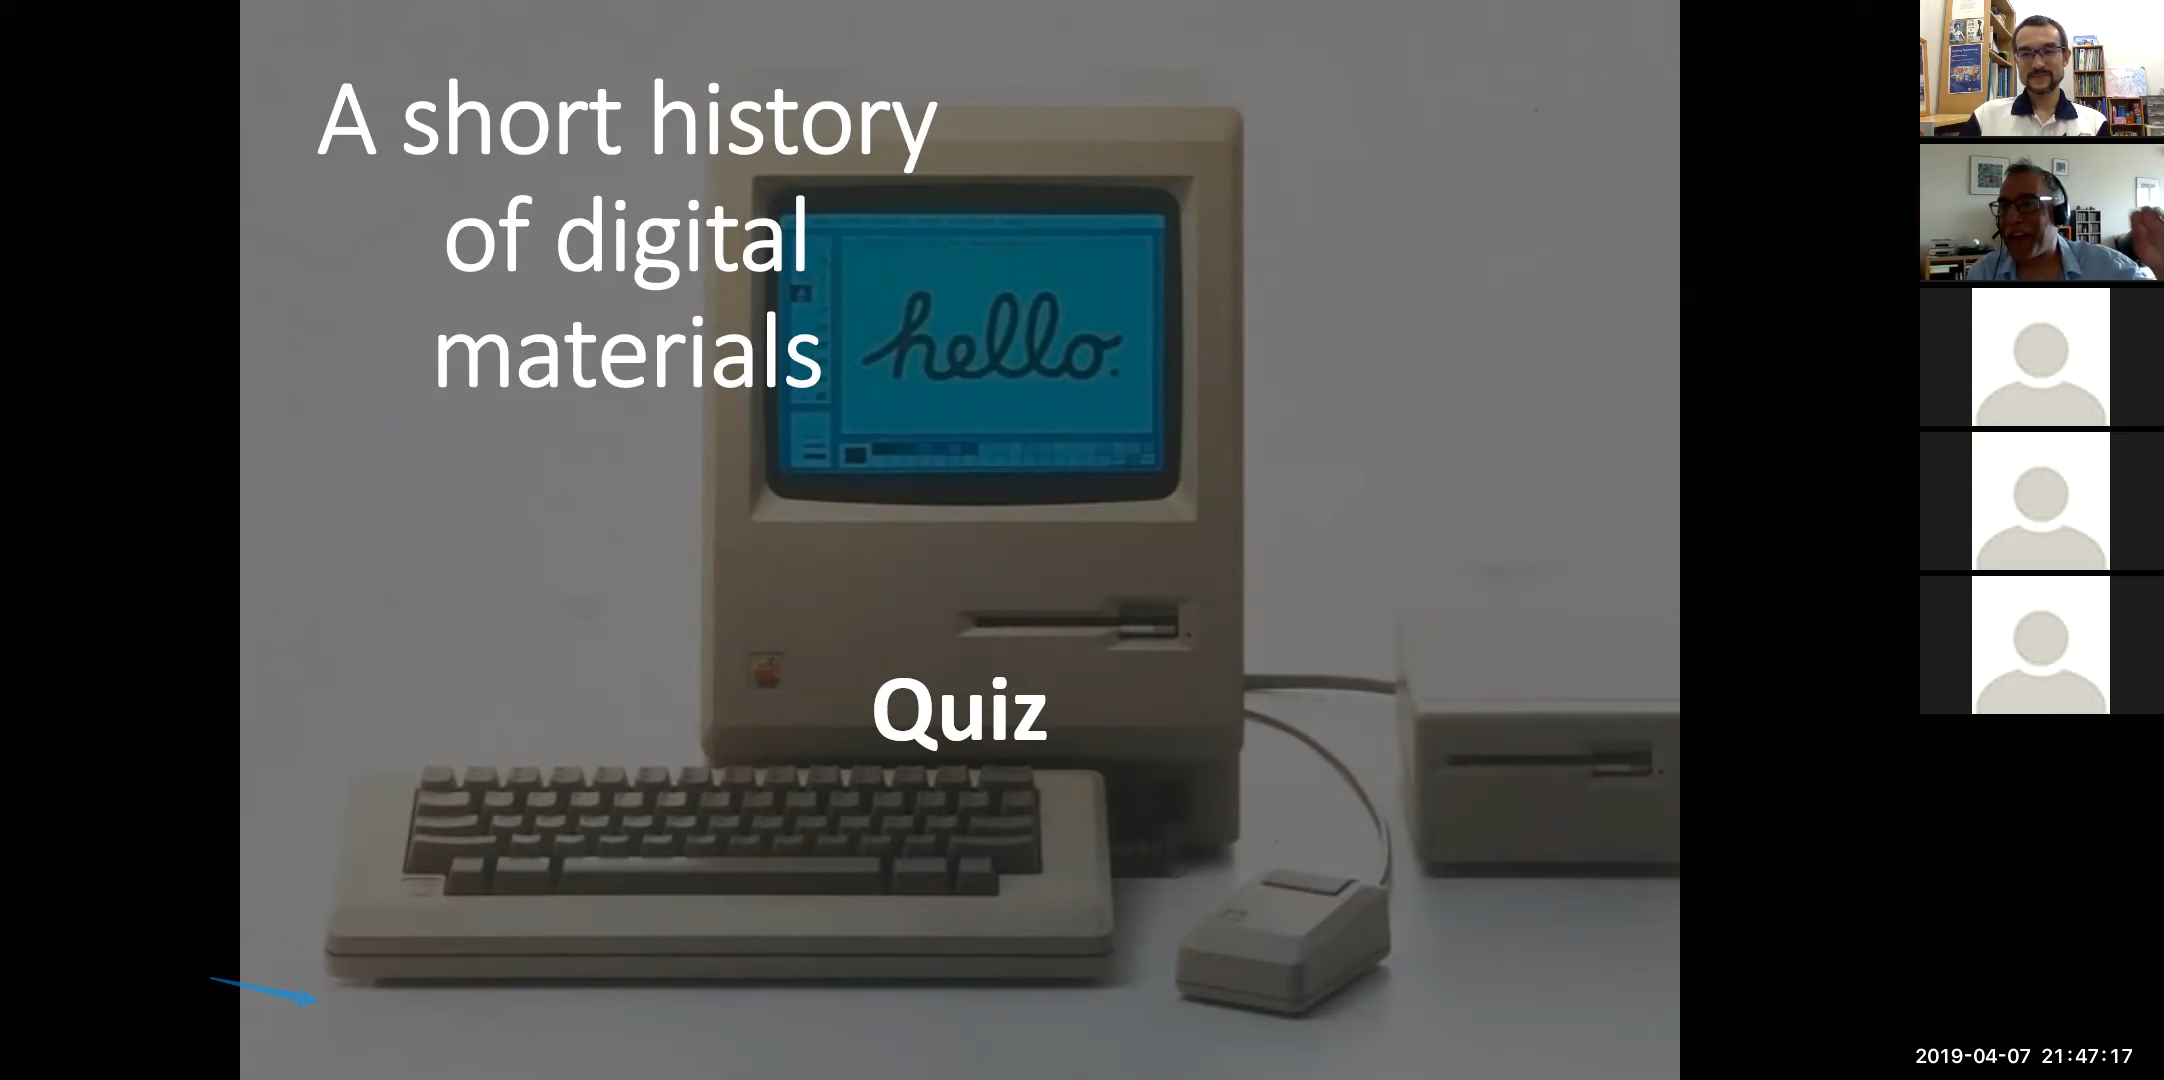 A short history
of digital
materials
hello.
Quiz
2019-04-07 21:47:17